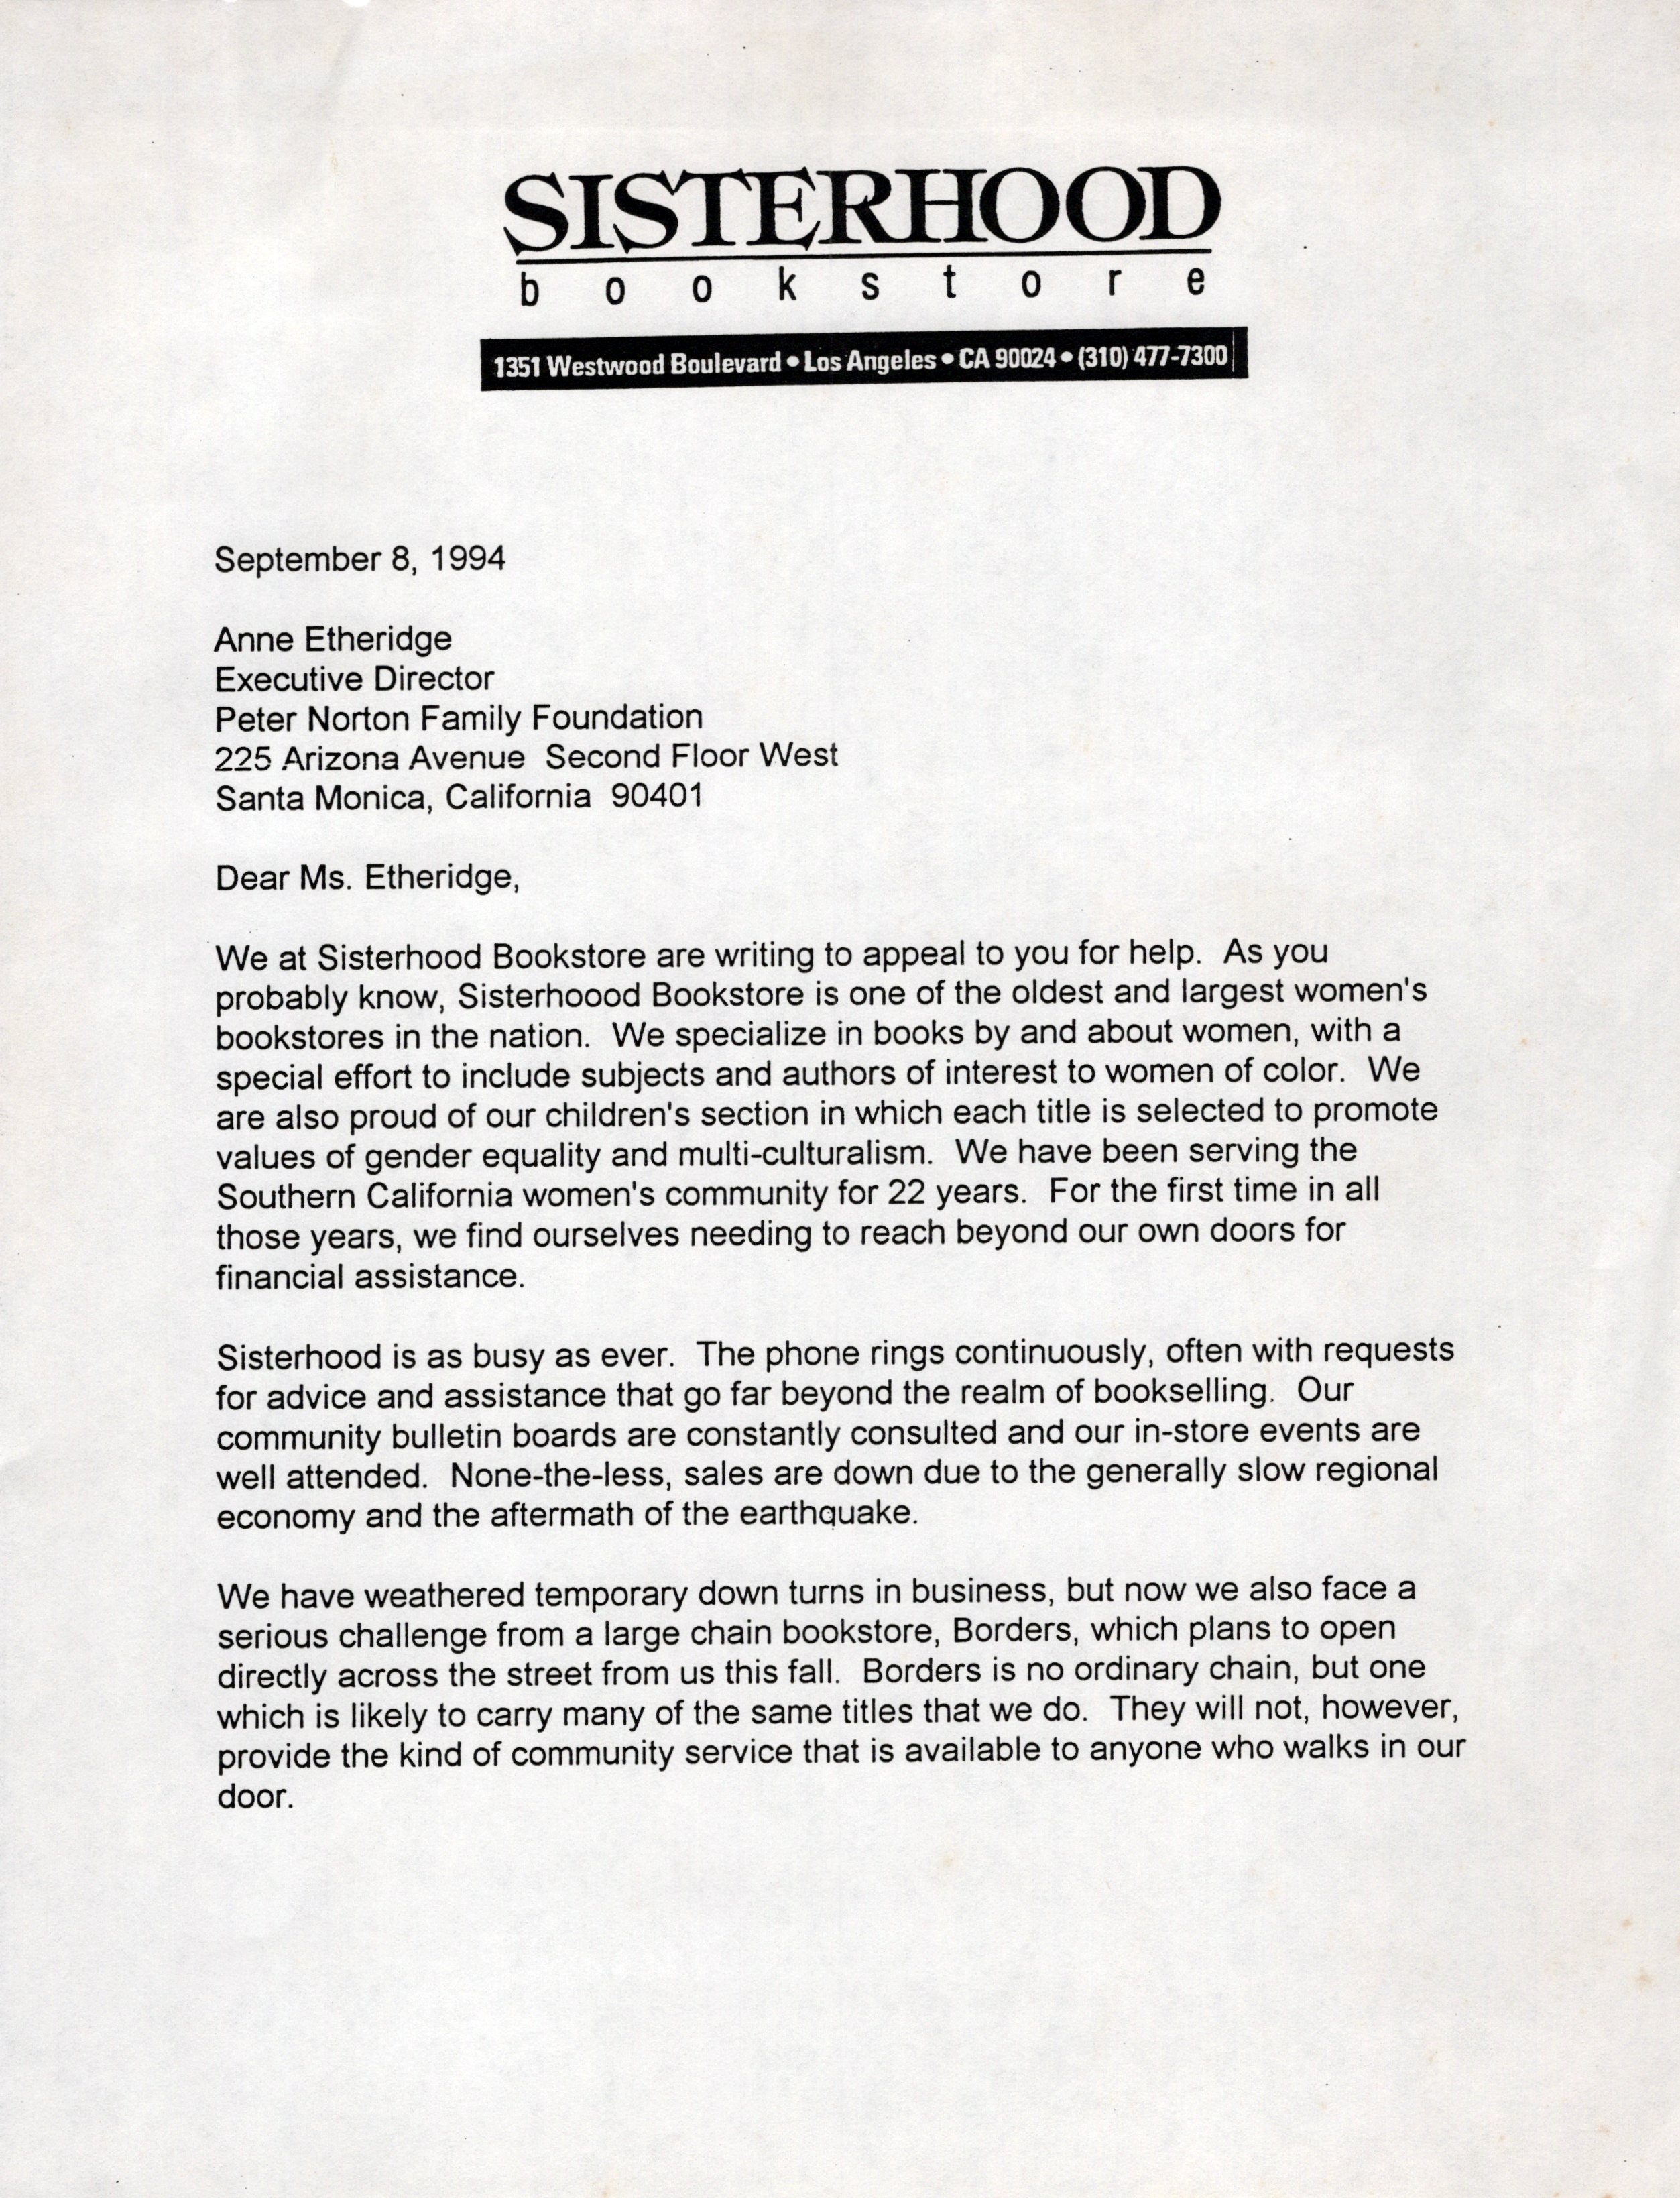 SISTERHOOD
bookstore
1351 Westwood Boulevard • Los Angeles • CA 90024 • (310) 477-7300
September 8, 1994
Anne Etheridge
Executive Director
Peter Norton Family Foundation
225 Arizona Avenue  Second Floor West
Santa Monica, California  90401
Dear Ms. Etheridge,
We at Sisterhood Bookstore are writing to appeal to you for help.  As you
probably know, Sisterhoood Bookstore is one of the oldest and largest women's
bookstores in the nation.  We specialize in books by and about women, with a
special effort to include subjects and authors of interest to women of color.  We
are also proud of our children's section in which each title is selected to promote
values of gender equality and multi-culturalism.  We have been serving the
Southern California women's community for 22 years.  For the first time in all
those years, we find ourselves needing to reach beyond our own doors for
financial assistance.
Sisterhood is as busy as ever.  The phone rings continuously, often with requests
for advice and assistance that go far beyond the realm of bookselling.  Our
community bulletin boards are constantly consulted and our in-store events are
well attended.  None-the-less, sales are down due to the generally slow regional
economy and the aftermath of the earthquake.
We have weathered temporary down turns in business, but now we also face a
serious challenge from a large chain bookstore, Borders, which plans to open
directly across the street from us this fall.  Borders is no ordinary chain, but one
which is likely to carry many of the same titles that we do.  They will not, however,
provide the kind of community service that is available to anyone who walks in our
door.